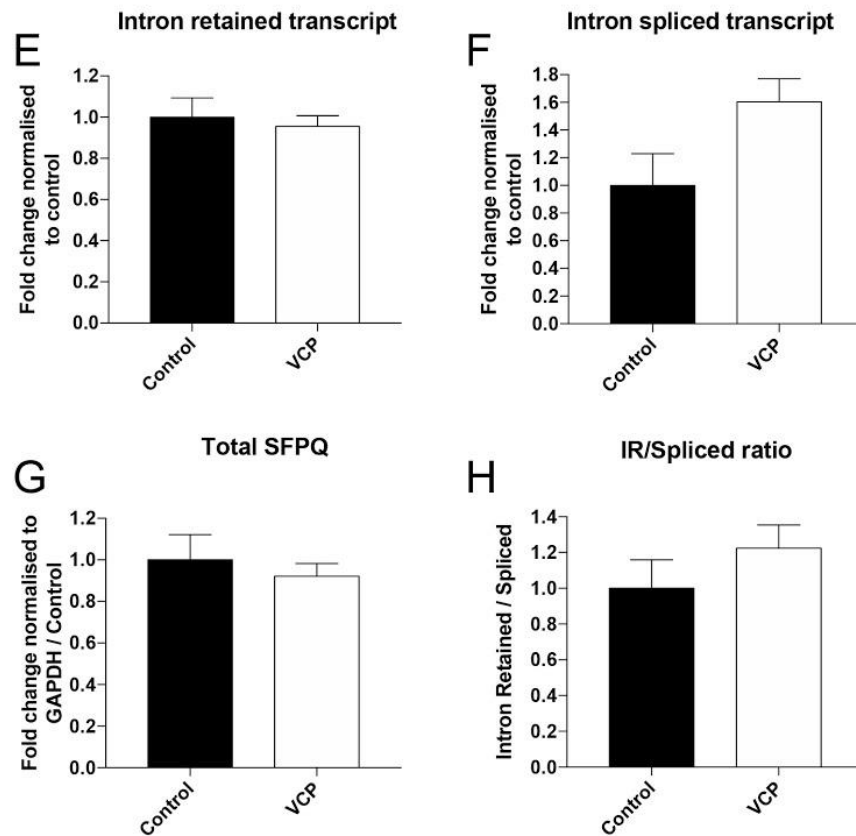 E
Intron retained transcript
Fold change normalised
to control
1.2
1.0
0.8
0.6
0.4
0.2
0.0
Control
VCP
F
Intron spliced transcript
Fold change normalised
to control
1.8
1.6
1.4
1.2
1.0
0.8
0.6
0.4
0.2
0.0
Control
VCP
G
Total SFPQ
Fold change normalised to
GAPDH / Control
1.2
1.0
0.8
0.6
0.4
0.2
0.0
Control
VCP
H
IR/Spliced ratio
Intron Retained / Spliced
1.4
1.2
1.0
0.8
0.6
0.4
0.2
0.0
Control
VCP